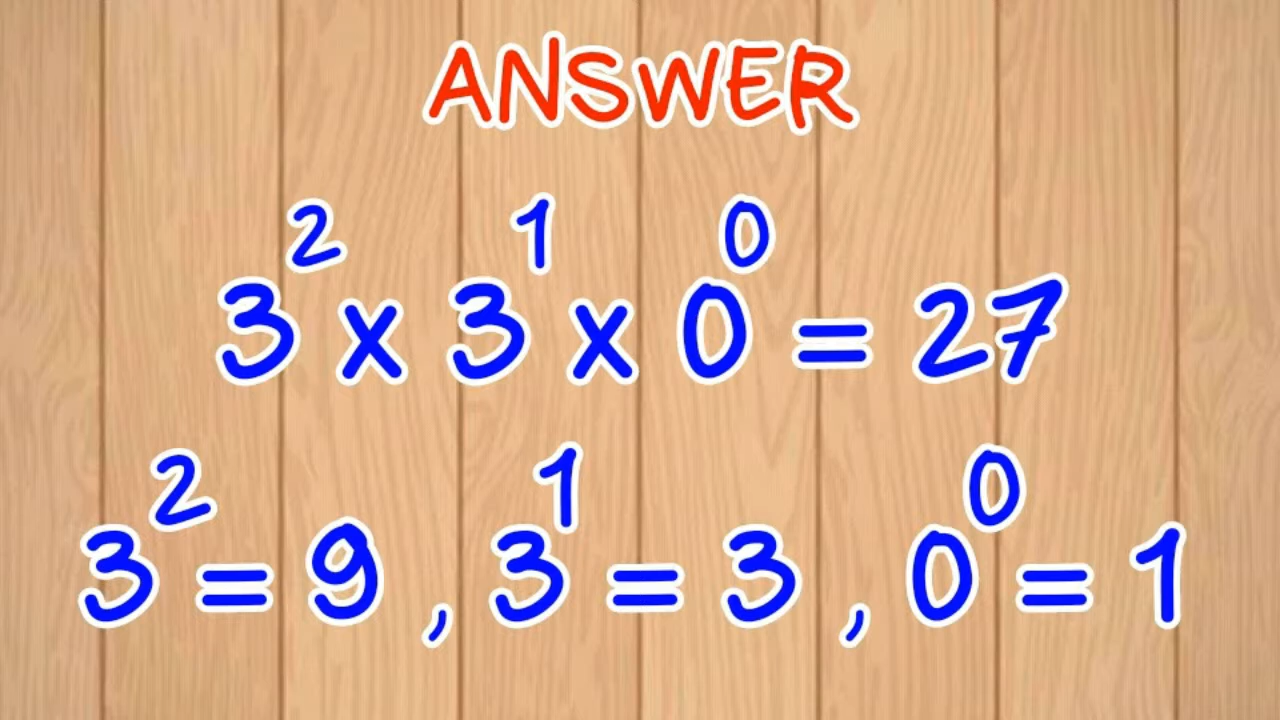 ANSWER
3² x 3¹ x 0⁰ = 27
3² = 9 , 3¹ = 3 , 0⁰ = 1